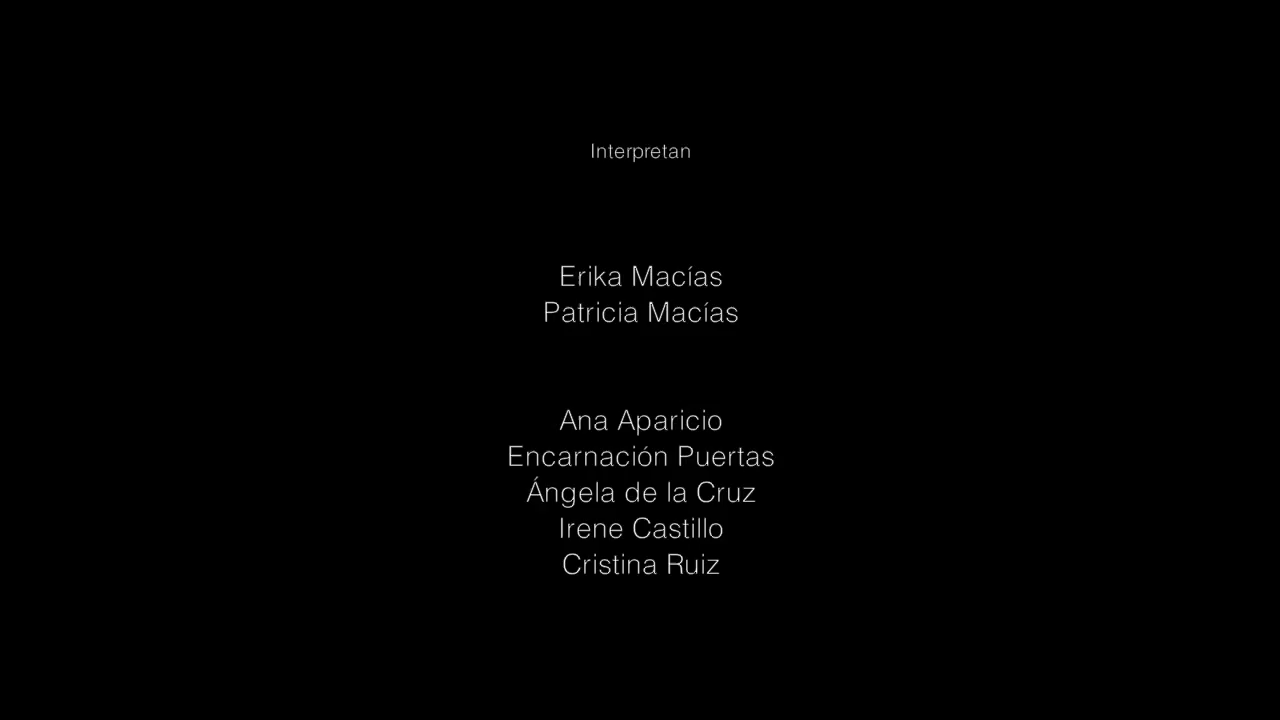 Interpretan
Erika Macías
Patricia Macías
Ana Aparicio
Encarnación Puertas
Ángela de la Cruz
Irene Castillo
Cristina Ruiz